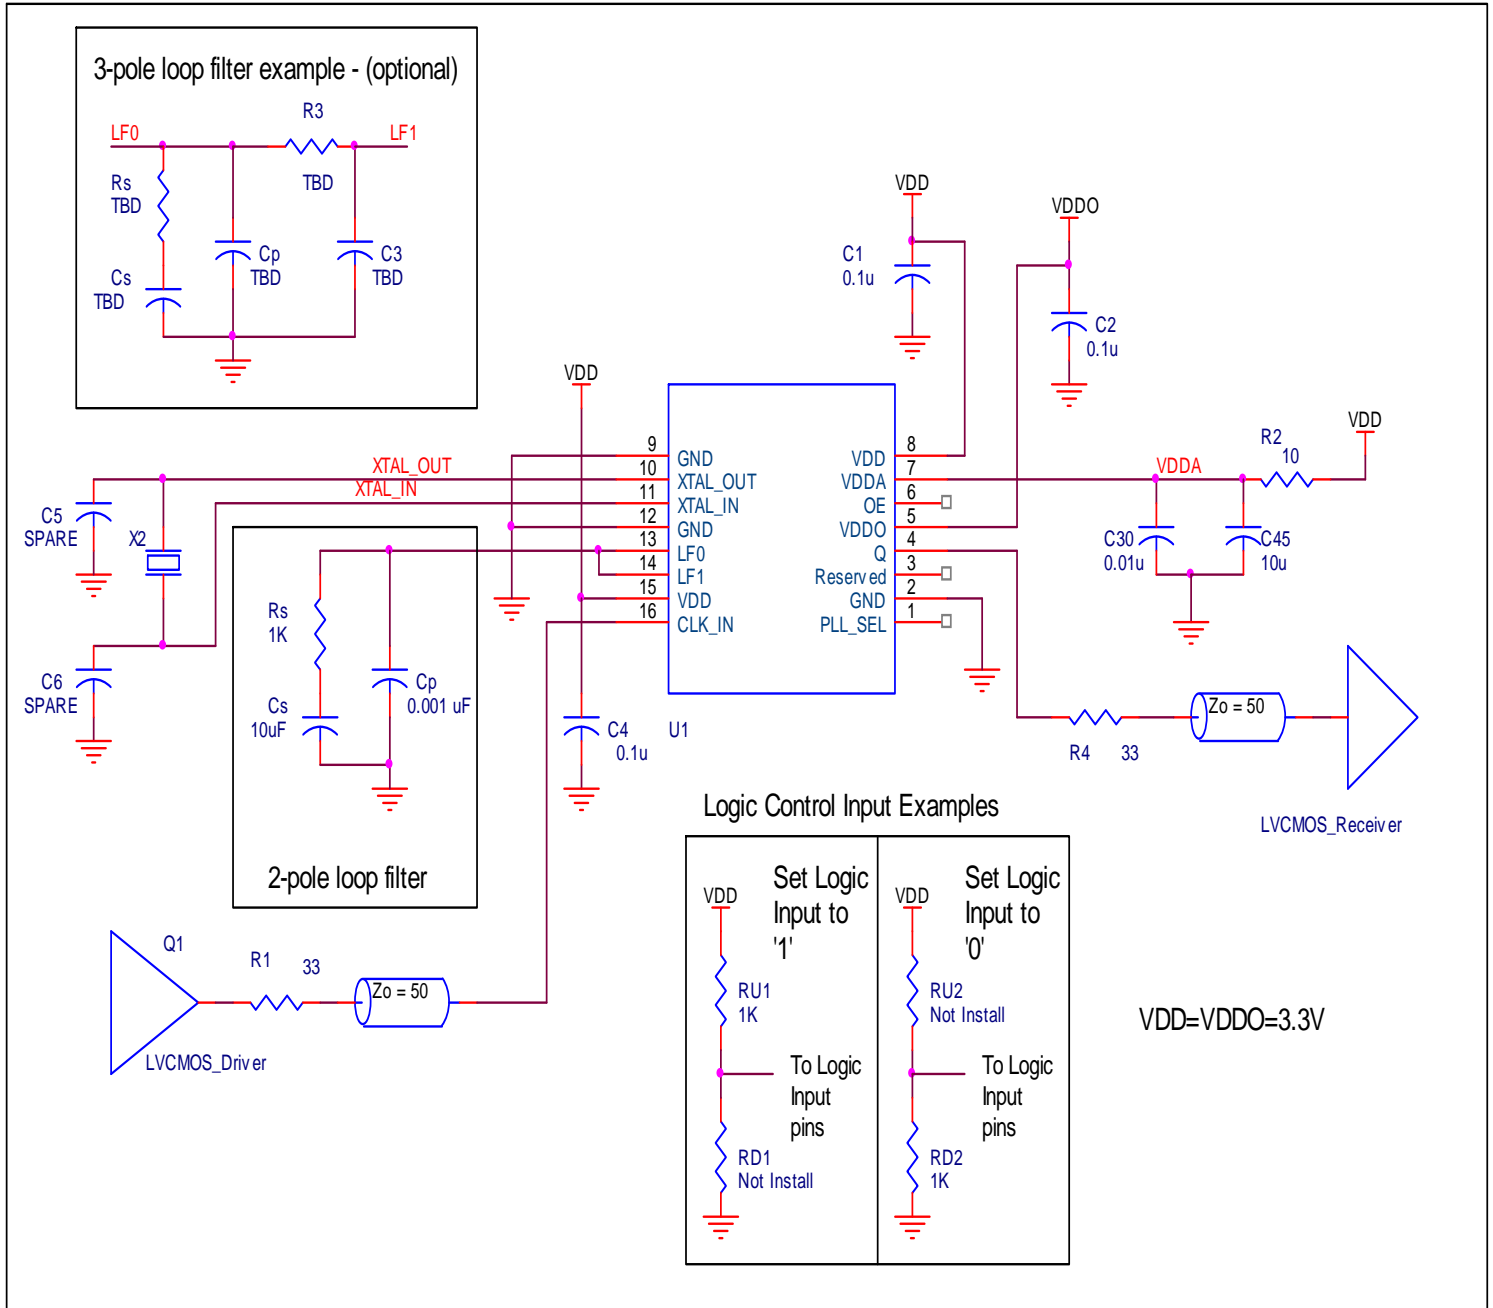 3-pole loop filter example - (optional)
R3
LF0
LF1
TBD
Rs
TBD
Cp
TBD
C3
TBD
Cs
TBD
VDD
C1
0.1u
VDDO
C2
0.1u
VDD
VDD
R2
10
VDDA
C30
0.01u
C45
10u
XTAL_OUT
XTAL_IN
C5
SPARE
X2
C6
SPARE
9
GND
10
XTAL_OUT
11
XTAL_IN
12
GND
13
LF0
14
LF1
15
VDD
16
CLK_IN
VDD
8
VDDA
7
OE
6
VDDO
5
Q
4
Reserved
3
GND
2
PLL_SEL
1
U1
Rs
1K
Cs
10uF
Cp
0.001 uF
2-pole loop filter
C4
0.1u
R4
33
Zo = 50
LVCMOS_Receiver
Q1
R1
33
Zo = 50
LVCMOS_Driver
Logic Control Input Examples
VDD
Set Logic
Input to
'1'
RU1
1K
To Logic
Input
pins
RD1
Not Install
VDD
Set Logic
Input to
'0'
RU2
Not Install
To Logic
Input
pins
RD2
1K
VDD=VDDO=3.3V